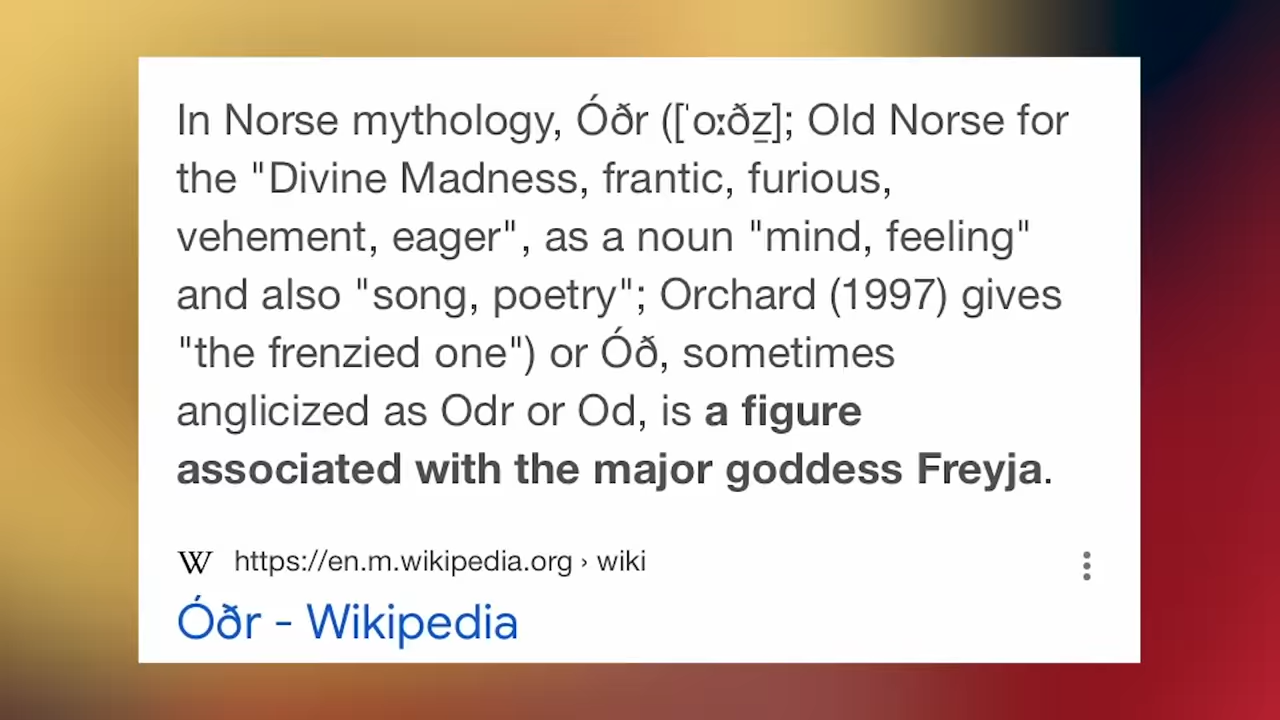 In Norse mythology, Óðr ([ˈoːðz̠]; Old Norse for
the "Divine Madness, frantic, furious,
vehement, eager", as a noun "mind, feeling"
and also "song, poetry"; Orchard (1997) gives
"the frenzied one") or Óð, sometimes
anglicized as Odr or Od, is a figure
associated with the major goddess Freyja.
W https://en.m.wikipedia.org › wiki
Óðr - Wikipedia